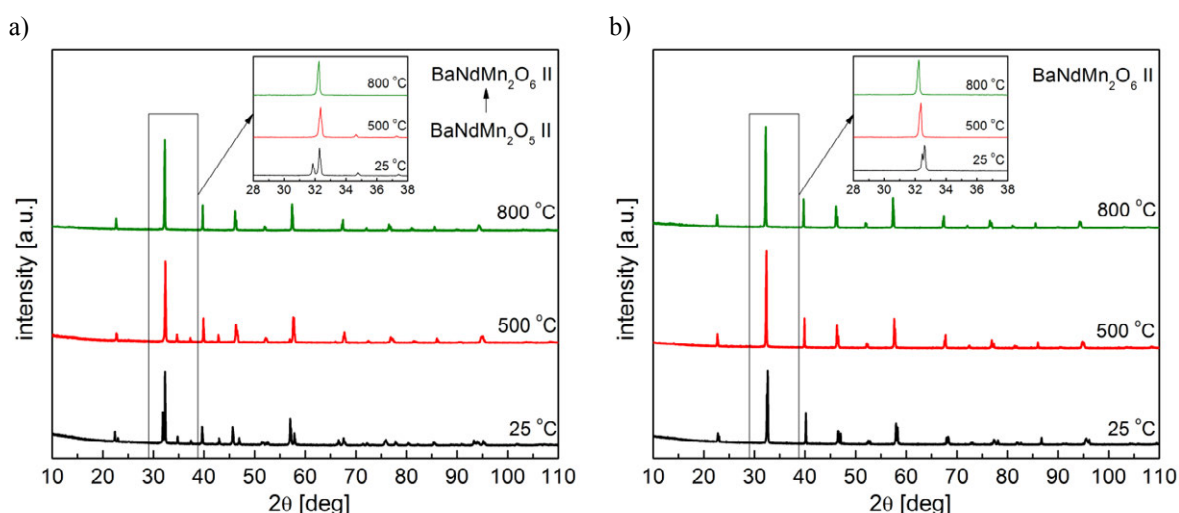 a)
BaNdMn₂O₆ II
BaNdMn₂O₅ II
800 °C
500 °C
25 °C
28 30 32 34 36 38
800 °C
500 °C
25 °C
intensity [a.u.]
10 20 30 40 50 60 70 80 90 100 110
2θ [deg]
b)
BaNdMn₂O₆ II
800 °C
500 °C
25 °C
28 30 32 34 36 38
800 °C
500 °C
25 °C
intensity [a.u.]
10 20 30 40 50 60 70 80 90 100 110
2θ [deg]